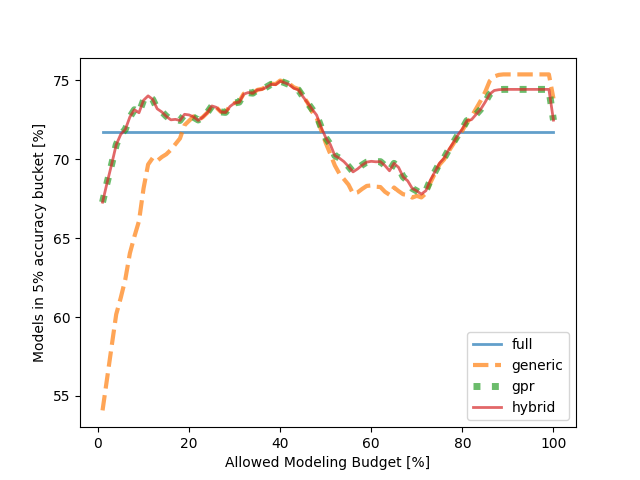 Models in 5% accuracy bucket [%]
75
70
65
60
55
0 20 40 60 80 100
Allowed Modeling Budget [%]
full
generic
gpr
hybrid